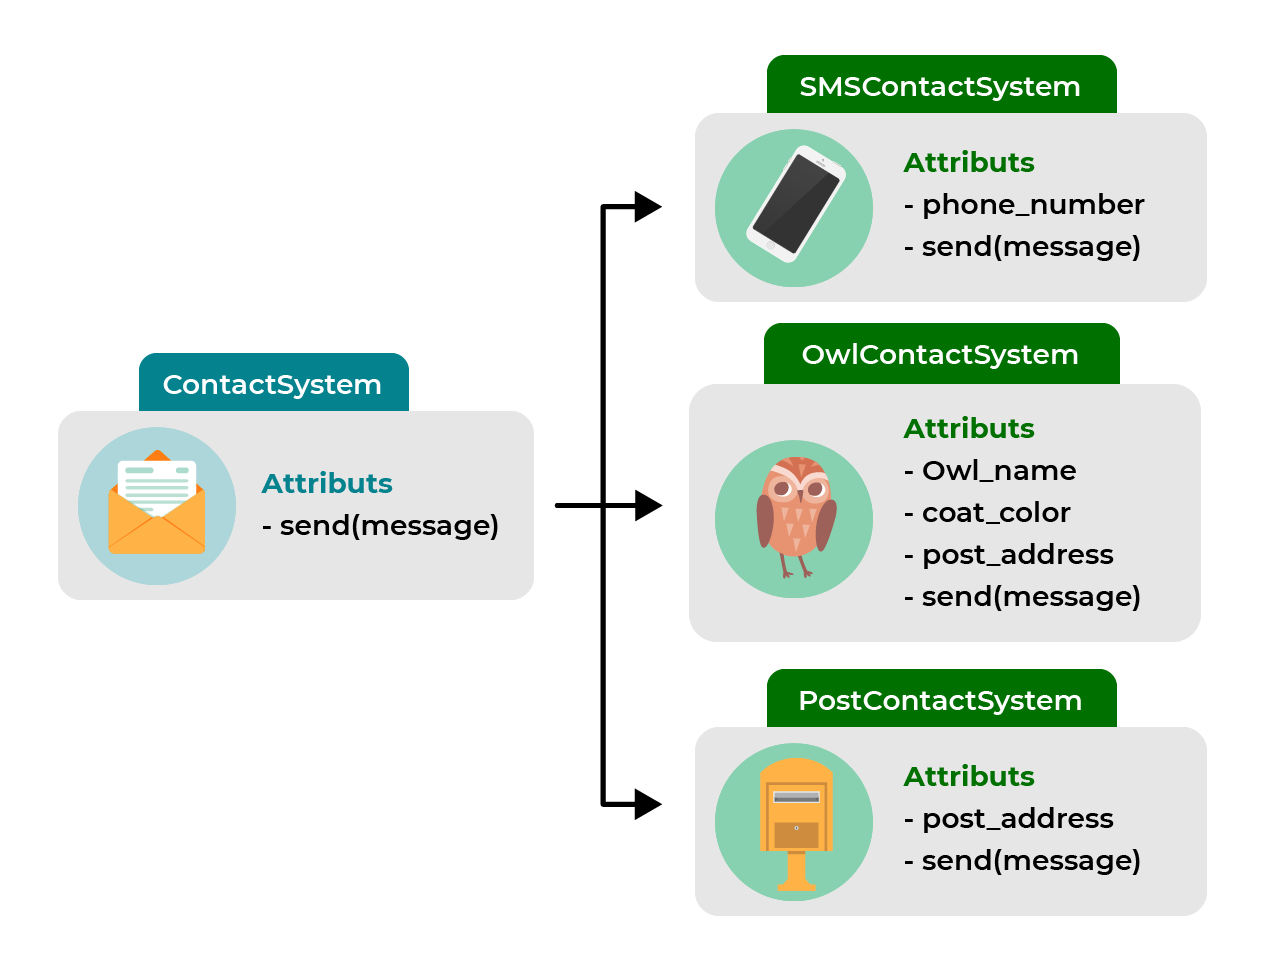 ContactSystem
Attributs
- send(message)
SMSContactSystem
Attributs
- phone_number
- send(message)
OwlContactSystem
Attributs
- Owl_name
- coat_color
- post_address
- send(message)
PostContactSystem
Attributs
- post_address
- send(message)